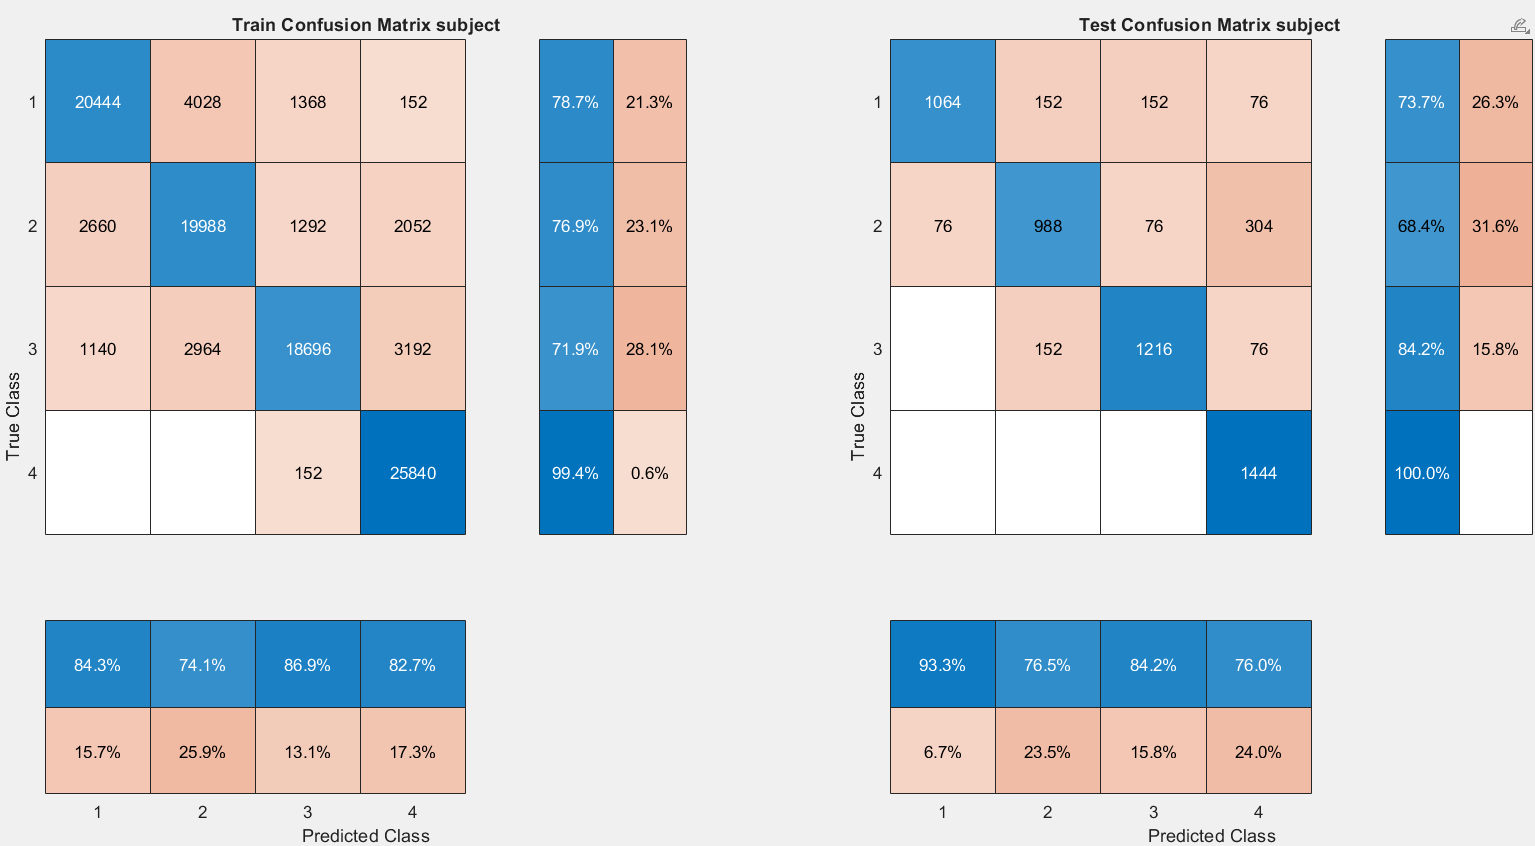 Train Confusion Matrix subject
1 20444 4028 1368 152 78.7% 21.3%
2 2660 19988 1292 2052 76.9% 23.1%
3 1140 2964 18696 3192 71.9% 28.1%
4 152 25840 99.4% 0.6%
True Class
84.3% 74.1% 86.9% 82.7%
15.7% 25.9% 13.1% 17.3%
1 2 3 4
Predicted Class
Test Confusion Matrix subject
1 1064 152 152 76 73.7% 26.3%
2 76 988 76 304 68.4% 31.6%
3 152 1216 76 84.2% 15.8%
4 1444 100.0%
True Class
93.3% 76.5% 84.2% 76.0%
6.7% 23.5% 15.8% 24.0%
1 2 3 4
Predicted Class